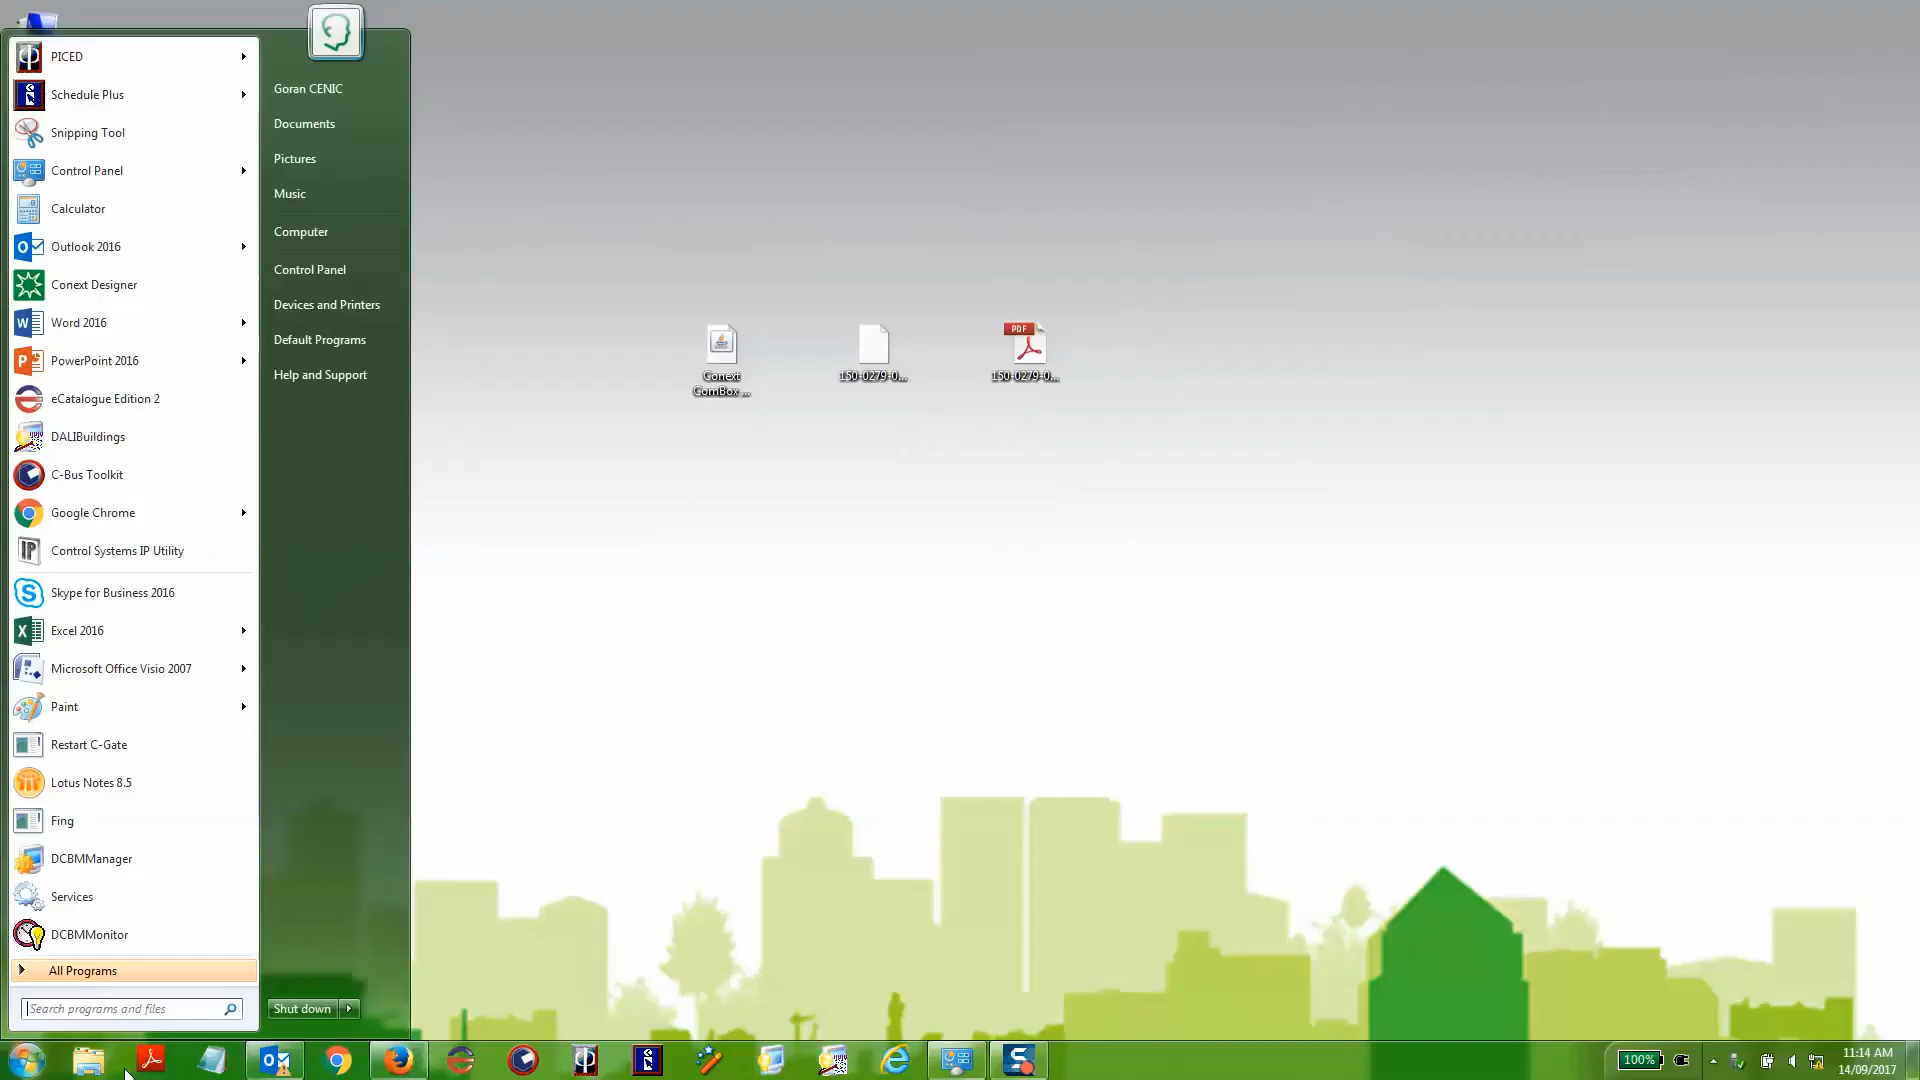 PICED
Schedule Plus
Snipping Tool
Control Panel
Calculator
Outlook 2016
Conext Designer
Word 2016
PowerPoint 2016
eCatalogue Edition 2
DALIBuildings
C-Bus Toolkit
Google Chrome
Control Systems IP Utility
Skype for Business 2016
Excel 2016
Microsoft Office Visio 2007
Paint
Restart C-Gate
Lotus Notes 8.5
Fing
DCBMManager
Services
DCBMMonitor
All Programs
Search programs and files
Goran CENIC
Documents
Pictures
Music
Computer
Control Panel
Devices and Printers
Default Programs
Help and Support
Shut down
Conext
ComBox ...
150-0279-0...
PDF
150-0279-0...
100%
11:14 AM
14/09/2017